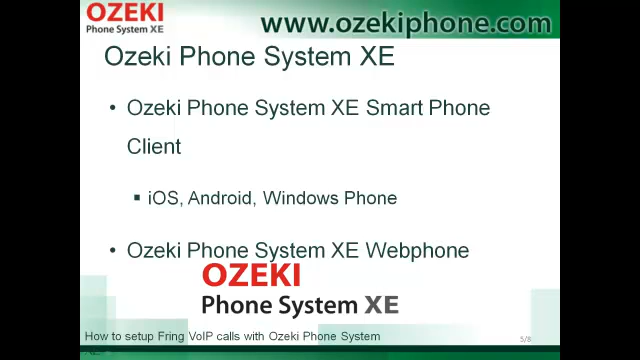 OZEKI
Phone System XE
www.ozekiphone.com
Ozeki Phone System XE
• Ozeki Phone System XE Smart Phone
Client
▪ iOS, Android, Windows Phone
• Ozeki Phone System XE Webphone
OZEKI
Phone System XE
How to setup Fring VoIP calls with Ozeki Phone System
5/8